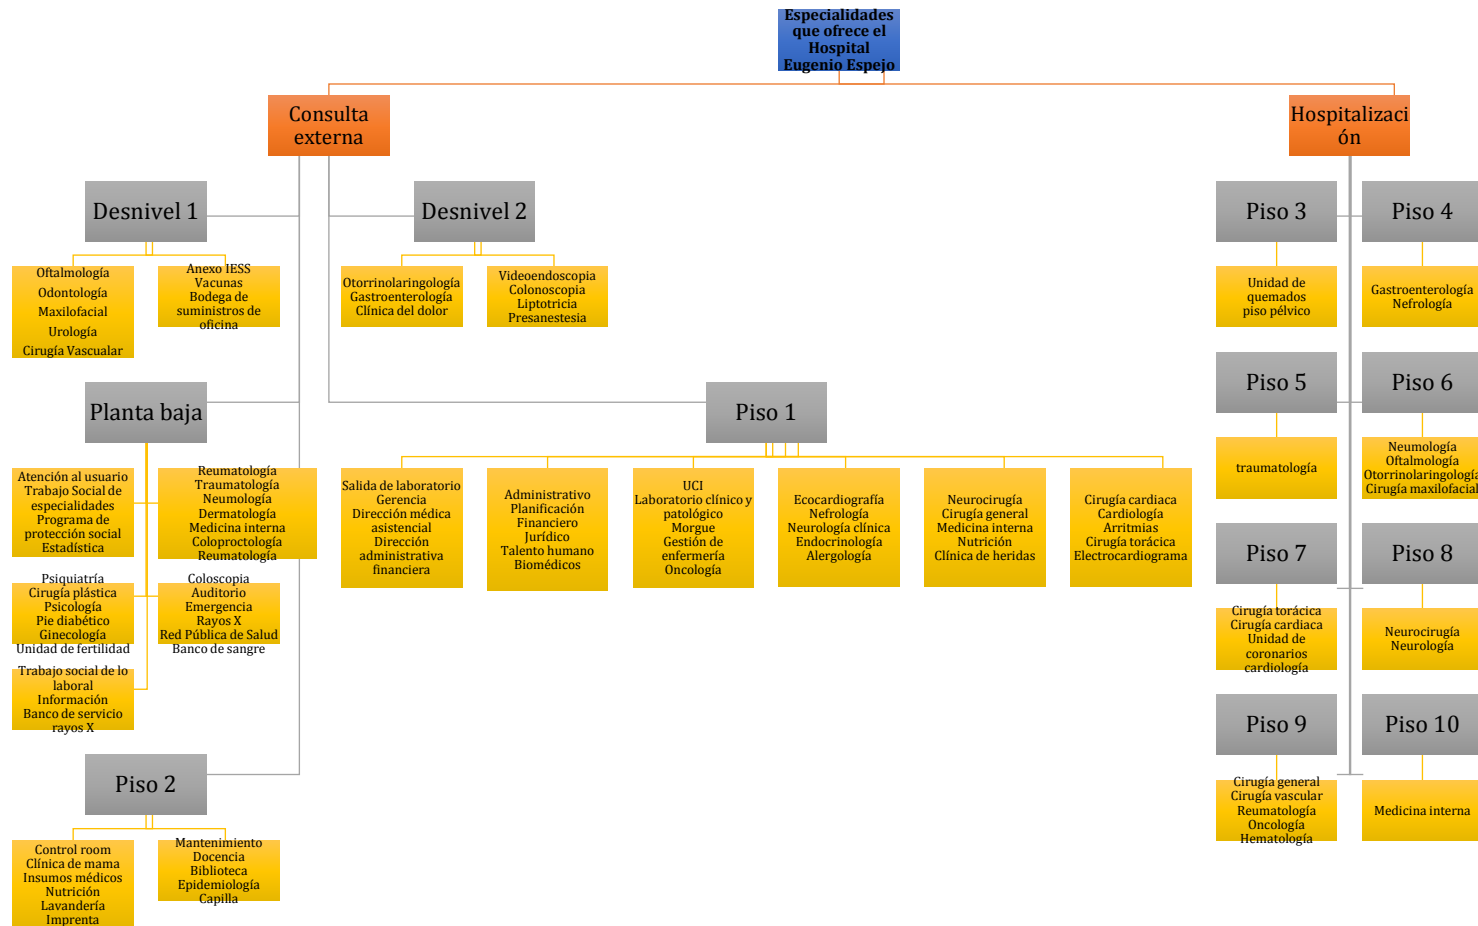 Especialidades
que ofrece el
Hospital
Eugenio Espejo
Consulta
externa
Hospitalizaci
ón
Desnivel 1
Oftalmología
Odontología
Maxilofacial
Urología
Cirugía Vascualar
Anexo IESS
Vacunas
Bodega de
suministros de
oficina
Desnivel 2
Otorrinolaringología
Gastroenterología
Clínica del dolor
Videoendoscopia
Colonoscopia
Liptotricia
Presanestesia
Planta baja
Atención al usuario
Trabajo Social de
especialidades
Programa de
protección social
Estadística
Reumatología
Traumatología
Neumología
Dermatología
Medicina interna
Coloproctología
Reumatología
Psiquiatría
Cirugía plástica
Psicología
Pie diabético
Ginecología
Unidad de fertilidad
Coloscopia
Auditorio
Emergencia
Rayos X
Red Pública de Salud
Banco de sangre
Trabajo social de lo
laboral
Información
Banco de servicio
rayos X
Piso 1
Salida de laboratorio
Gerencia
Dirección médica
asistencial
Dirección
administrativa
financiera
Administrativo
Planificación
Financiero
Jurídico
Talento humano
Biomédicos
UCI
Laboratorio clínico y
patológico
Morgue
Gestión de
enfermería
Oncología
Ecocardiografía
Nefrología
Neurología clínica
Endocrinología
Alergología
Neurocirugía
Cirugía general
Medicina interna
Nutrición
Clínica de heridas
Cirugía cardiaca
Cardiología
Arritmias
Cirugía torácica
Electrocardiograma
Piso 2
Control room
Clínica de mama
Insumos médicos
Nutrición
Lavandería
Imprenta
Mantenimiento
Docencia
Biblioteca
Epidemiología
Capilla
Piso 3
Unidad de
quemados
piso pélvico
Piso 4
Gastroenterología
Nefrología
Piso 5
traumatología
Piso 6
Neumología
Oftalmología
Otorrinolaringología
Cirugía maxilofacial
Piso 7
Cirugía torácica
Cirugía cardiaca
Unidad de
coronarios
cardiología
Piso 8
Neurocirugía
Neurología
Piso 9
Cirugía general
Cirugía vascular
Reumatología
Oncología
Hematología
Piso 10
Medicina interna